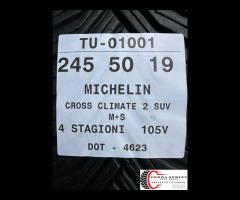 TU-01001
245 50 19
MICHELIN
CROSS CLIMATE 2 SUV
M+S
4 STAGIONI 105V
DOT - 4623